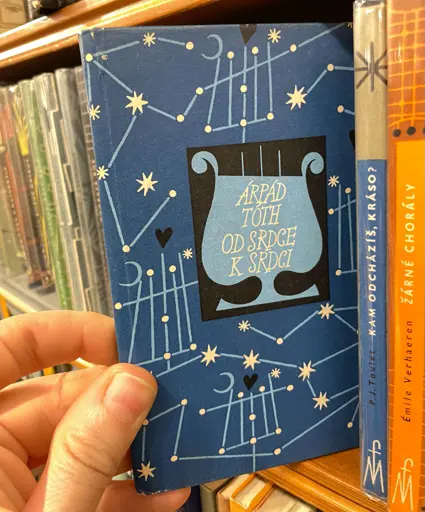 ÁRPÁD
TÓTH
OD SRDCE
K SRDCI
P. J. Toulet KAM ODCHÁZÍŠ, KRÁSO?
Émile Verhaeren ŽÁRNÉ CHORÁLY